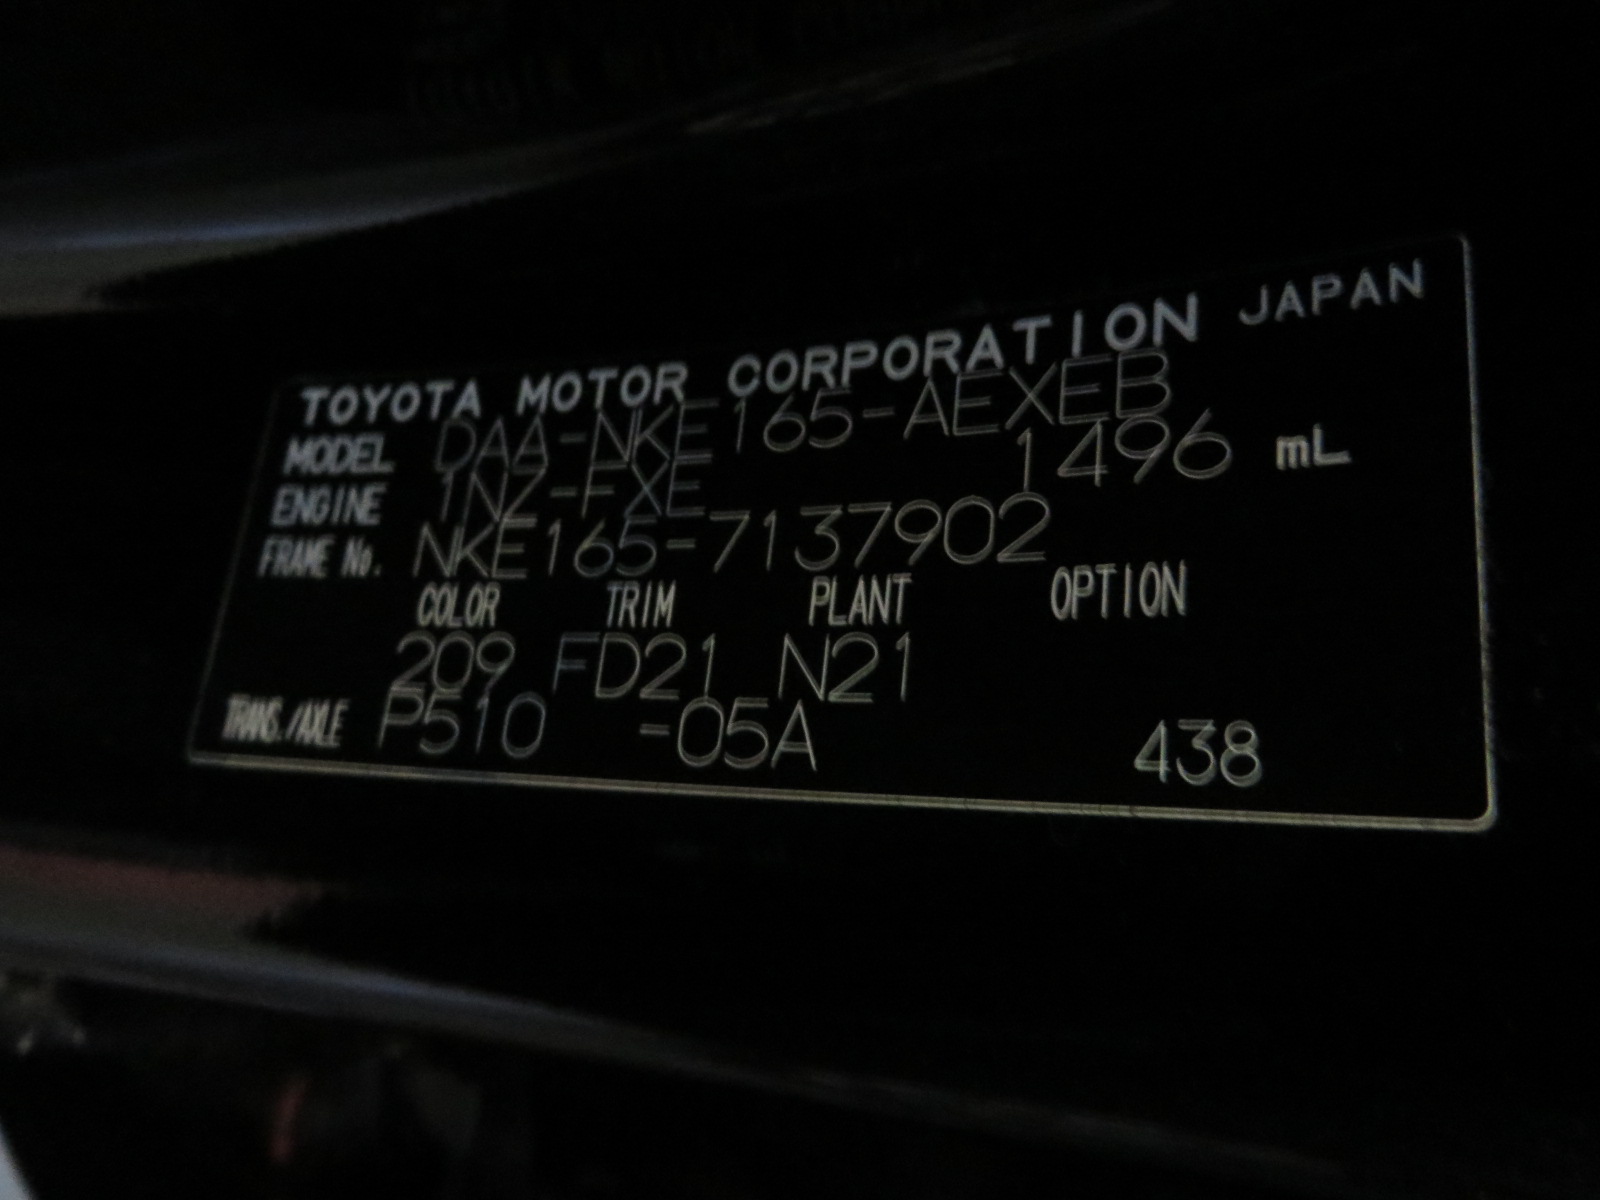 TOYOTA MOTOR CORPORATION JAPAN
MODEL DAA-NKE165-AEXEB
ENGINE 1NZ-FXE 1496 mL
FRAME No. NKE165-7137902
COLOR TRIM PLANT OPTION
209 FD21 N21
TRANS./AXLE P510 -05A 438